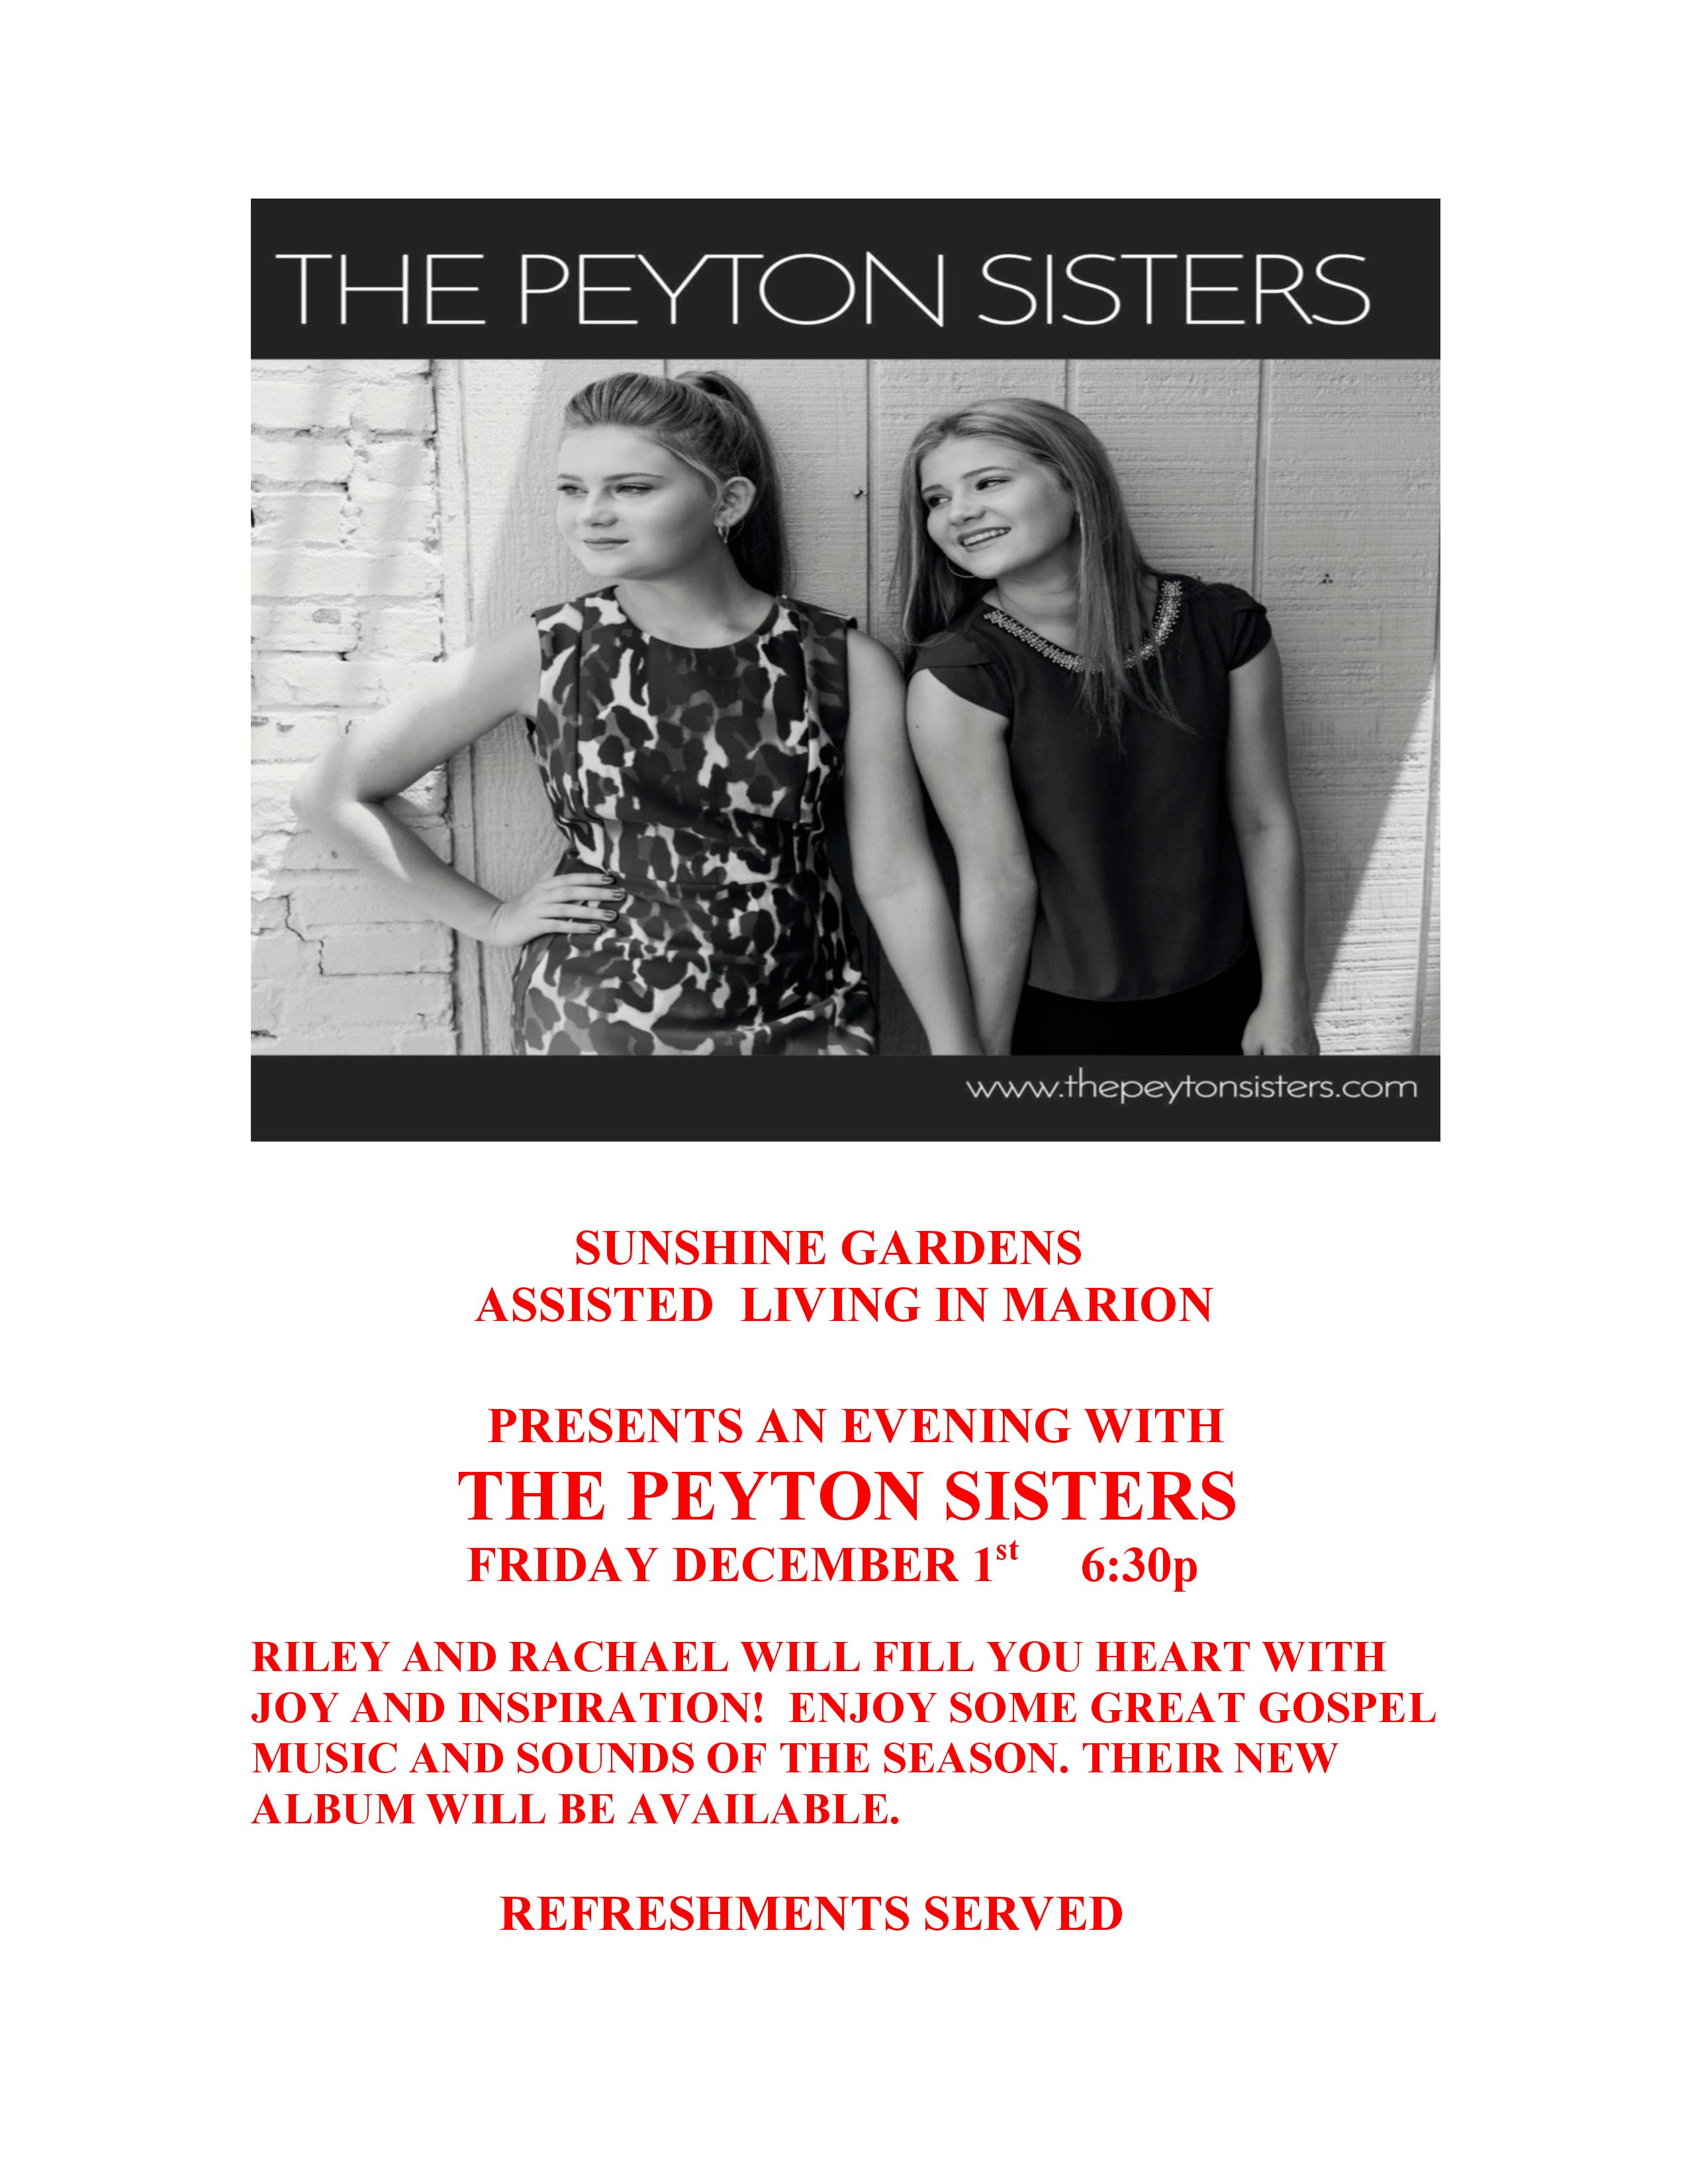 THE PEYTON SISTERS
www.thepeytonsisters.com
SUNSHINE GARDENS
ASSISTED LIVING IN MARION
PRESENTS AN EVENING WITH
THE PEYTON SISTERS
FRIDAY DECEMBER 1st 6:30p
RILEY AND RACHAEL WILL FILL YOU HEART WITH
JOY AND INSPIRATION! ENJOY SOME GREAT GOSPEL
MUSIC AND SOUNDS OF THE SEASON. THEIR NEW
ALBUM WILL BE AVAILABLE.
REFRESHMENTS SERVED